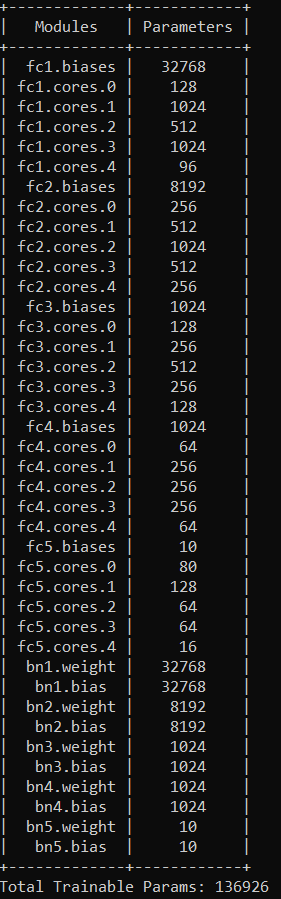 +-------------+------------+
|   Modules   | Parameters |
+-------------+------------+
|  fc1.biases |   32768    |
| fc1.cores.0 |    128     |
| fc1.cores.1 |    1024    |
| fc1.cores.2 |    512     |
| fc1.cores.3 |    1024    |
| fc1.cores.4 |     96     |
|  fc2.biases |    8192    |
| fc2.cores.0 |    256     |
| fc2.cores.1 |    512     |
| fc2.cores.2 |    1024    |
| fc2.cores.3 |    512     |
| fc2.cores.4 |    256     |
|  fc3.biases |    1024    |
| fc3.cores.0 |    128     |
| fc3.cores.1 |    256     |
| fc3.cores.2 |    512     |
| fc3.cores.3 |    256     |
| fc3.cores.4 |    128     |
|  fc4.biases |    1024    |
| fc4.cores.0 |     64     |
| fc4.cores.1 |    256     |
| fc4.cores.2 |    256     |
| fc4.cores.3 |    256     |
| fc4.cores.4 |     64     |
|  fc5.biases |     10     |
| fc5.cores.0 |     80     |
| fc5.cores.1 |    128     |
| fc5.cores.2 |     64     |
| fc5.cores.3 |     64     |
| fc5.cores.4 |     16     |
|  bn1.weight |   32768    |
|   bn1.bias  |   32768    |
|  bn2.weight |    8192    |
|   bn2.bias  |    8192    |
|  bn3.weight |    1024    |
|   bn3.bias  |    1024    |
|  bn4.weight |    1024    |
|   bn4.bias  |    1024    |
|  bn5.weight |     10     |
|   bn5.bias  |     10     |
+-------------+------------+
Total Trainable Params: 136926